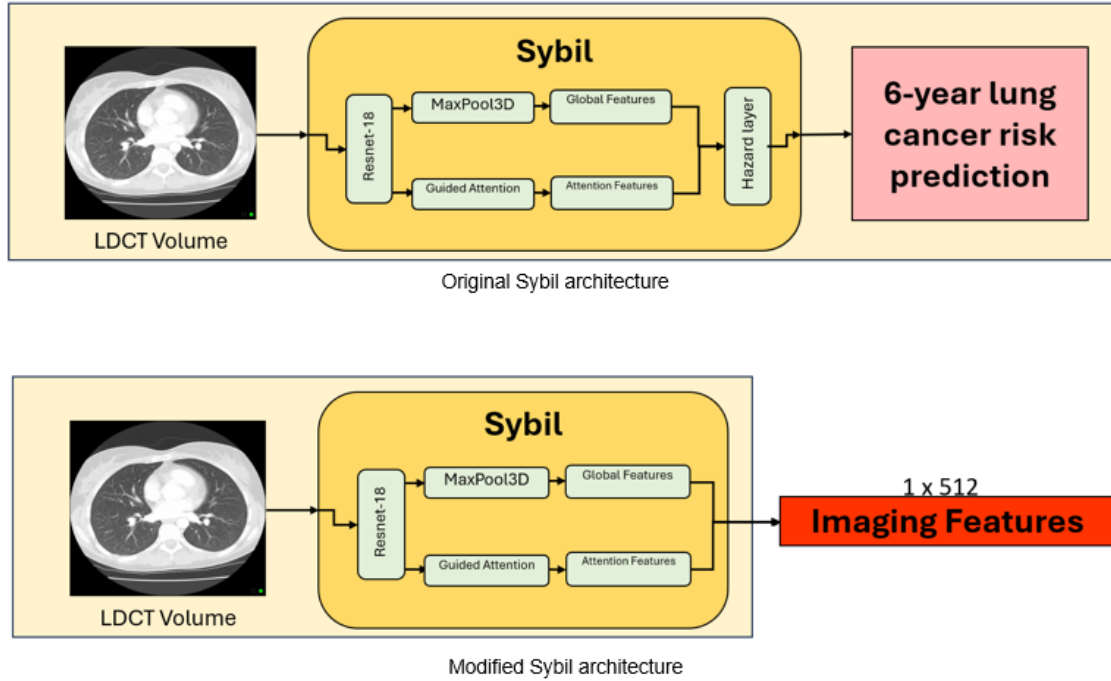 Sybil
MaxPool3D
Global Features
Resnet-18
Guided Attention
Attention Features
Hazard layer
6-year lung
cancer risk
prediction
LDCT Volume
Original Sybil architecture
Sybil
MaxPool3D
Global Features
Resnet-18
Guided Attention
Attention Features
1 x 512
Imaging Features
LDCT Volume
Modified Sybil architecture